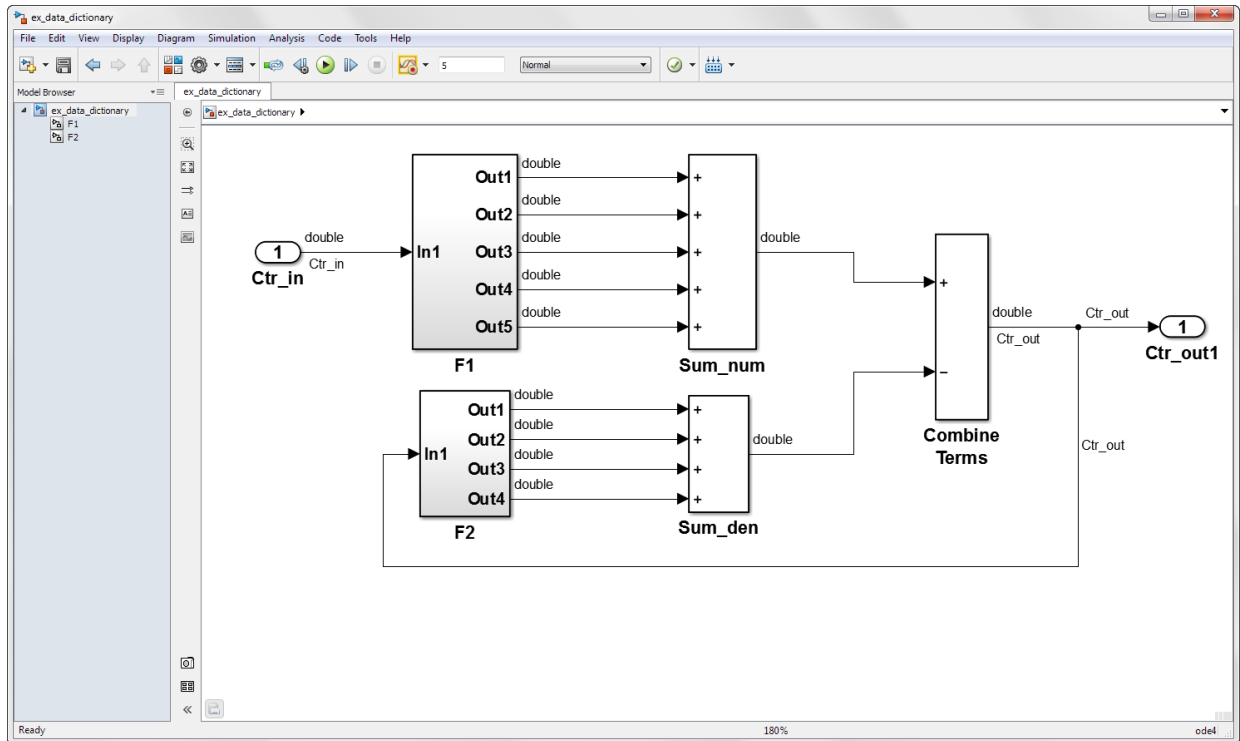 ex_data_dictionary
File Edit View Display Diagram Simulation Analysis Code Tools Help
5 Normal
Model Browser ex_data_dictionary
ex_data_dictionary
F1
F2
ex_data_dictionary
double
Out1 +
double
Out2 +
double double double
1 In1 Out3 +
Ctr_in
Ctr_in
double
Out4 + +
double double Ctr_out
Out5 + 1
Ctr_out
F1 Sum_num Ctr_out1
−
double
Out1 +
double
Out2 + double Combine
double
In1 Terms Ctr_out
Out3 +
double
Out4 +
F2 Sum_den
Ready 180% ode4